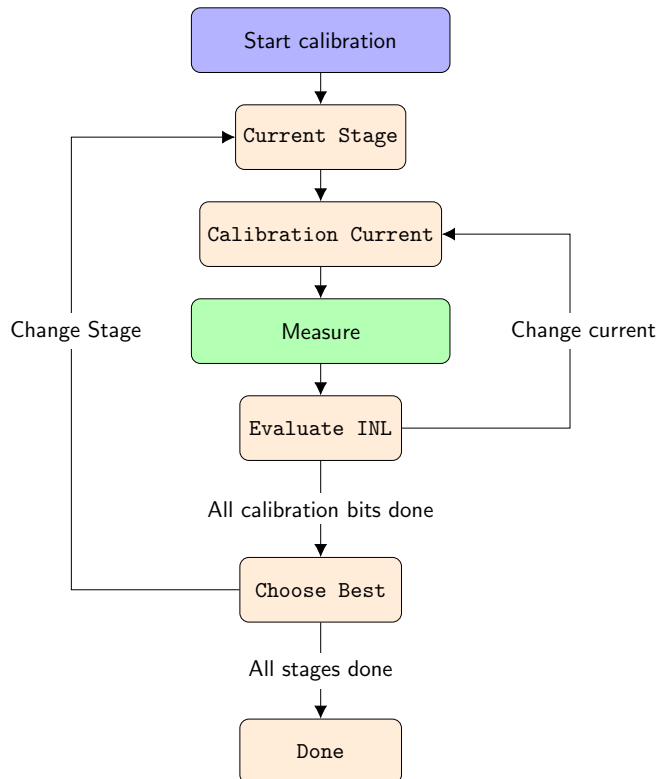 Start calibration
Current Stage
Calibration Current
Change Stage
Measure
Change current
Evaluate INL
All calibration bits done
Choose Best
All stages done
Done